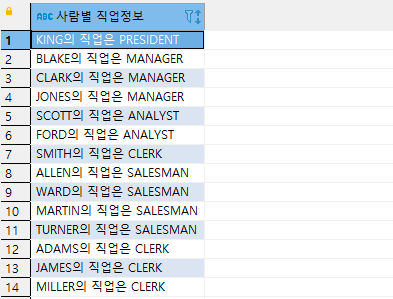 ABC 사람별 직업정보
1 KING의 직업은 PRESIDENT
2 BLAKE의 직업은 MANAGER
3 CLARK의 직업은 MANAGER
4 JONES의 직업은 MANAGER
5 SCOTT의 직업은 ANALYST
6 FORD의 직업은 ANALYST
7 SMITH의 직업은 CLERK
8 ALLEN의 직업은 SALESMAN
9 WARD의 직업은 SALESMAN
10 MARTIN의 직업은 SALESMAN
11 TURNER의 직업은 SALESMAN
12 ADAMS의 직업은 CLERK
13 JAMES의 직업은 CLERK
14 MILLER의 직업은 CLERK